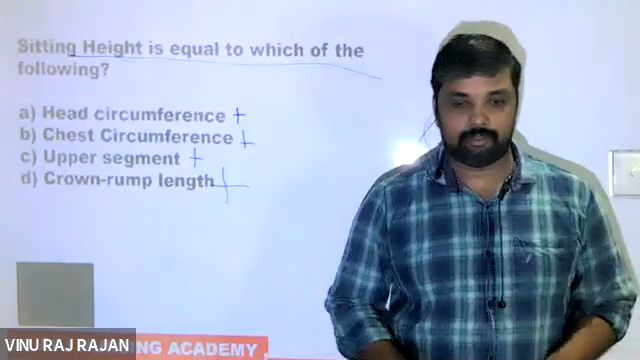 Sitting Height is equal to which of the
following?
a) Head circumference
b) Chest Circumference
c) Upper segment
d) Crown-rump length
VINU RAJ RAJAN
ACADEMY ,